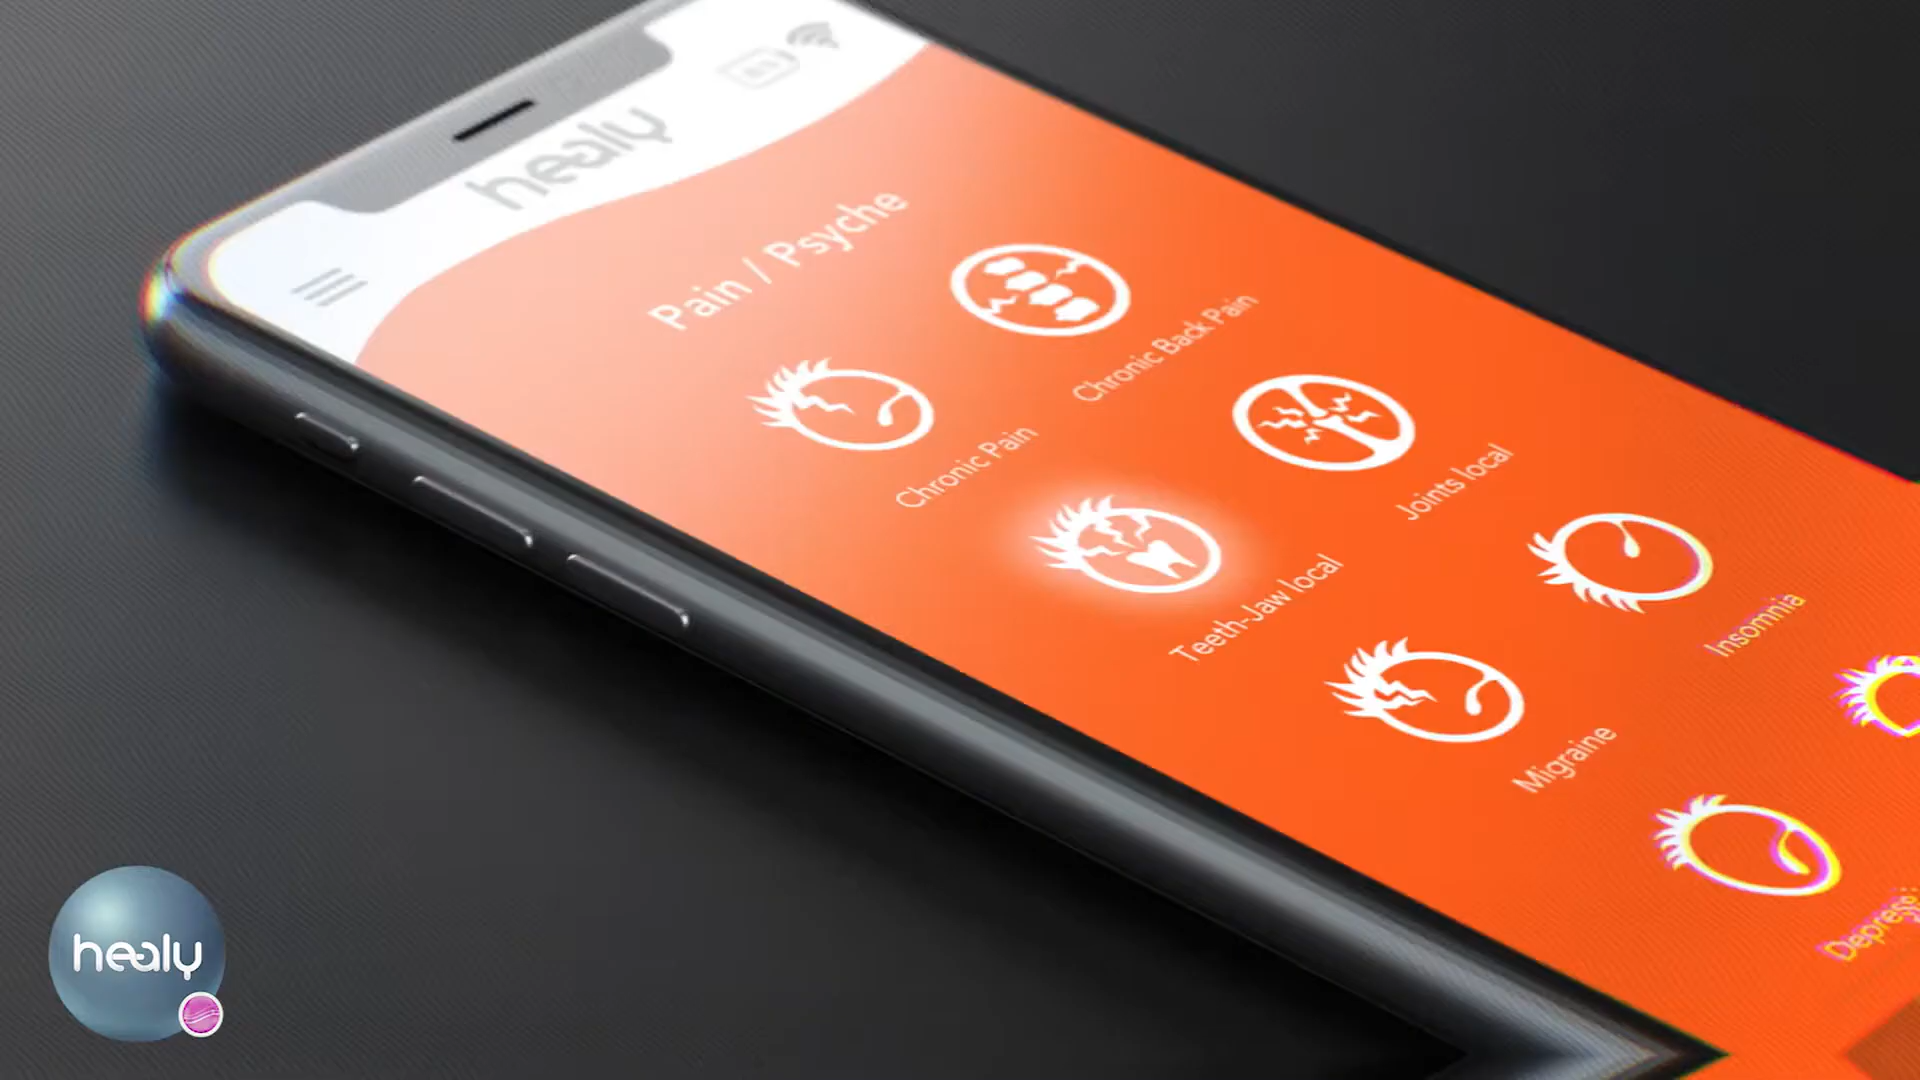 healy
Pain / Psyche
Chronic Back Pain
Chronic Pain
Joints local
Teeth-Jaw local
Insomnia
Migraine
healy